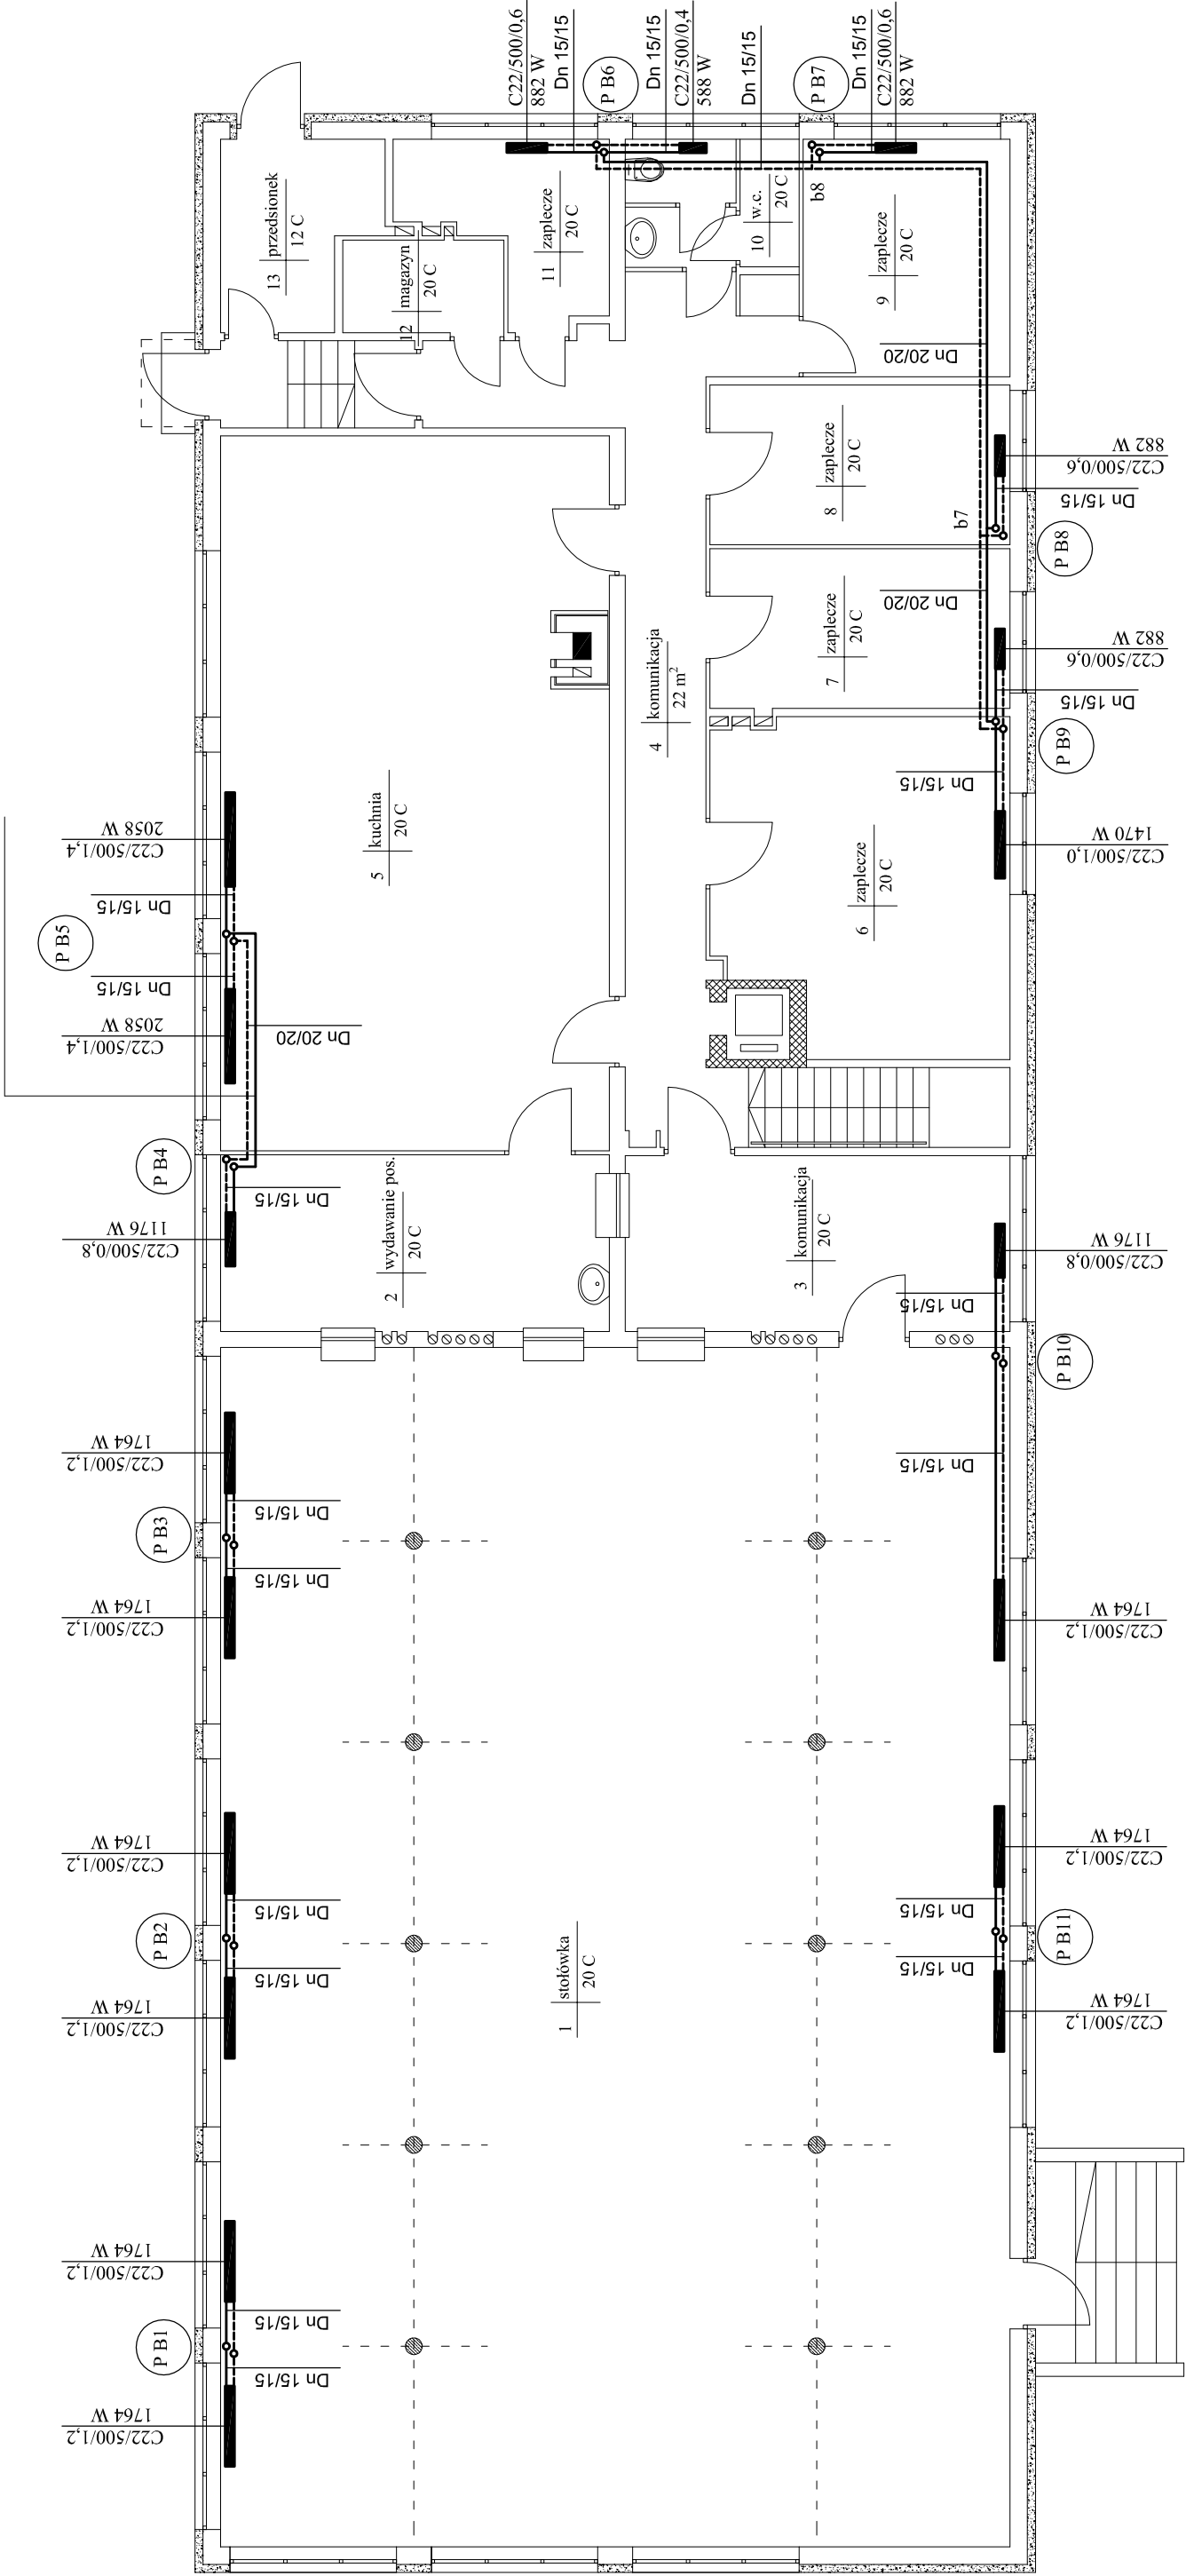 C22/500/0,6
882 W
Dn 15/15
P B6
Dn 15/15
C22/500/0,4
588 W
Dn 15/15
P B7
Dn 15/15
C22/500/0,6
882 W
13
przedsionek
12 C
12
magazyn
20 C
11
zaplecze
20 C
10
w.c.
20 C
b8
9
zaplecze
20 C
Dn 20/20
8
zaplecze
20 C
b7
C22/500/0,6
882 W
Dn 15/15
P B8
7
zaplecze
20 C
Dn 20/20
C22/500/0,6
882 W
Dn 15/15
P B9
4
komunikacja
22 m²
5
kuchnia
20 C
6
zaplecze
20 C
Dn 15/15
C22/500/1,0
1470 W
C22/500/1,4
2058 W
Dn 15/15
P B5
Dn 15/15
C22/500/1,4
2058 W
Dn 20/20
P B4
Dn 15/15
C22/500/0,8
1176 W
2
wydawanie pos.
20 C
3
komunikacja
20 C
C22/500/0,8
1176 W
Dn 15/15
P B10
Dn 15/15
C22/500/1,2
1764 W
C22/500/1,2
1764 W
Dn 15/15
P B3
Dn 15/15
C22/500/1,2
1764 W
C22/500/1,2
1764 W
Dn 15/15
P B2
Dn 15/15
C22/500/1,2
1764 W
1
stołówka
20 C
C22/500/1,2
1764 W
Dn 15/15
P B11
Dn 15/15
C22/500/1,2
1764 W
C22/500/1,2
1764 W
Dn 15/15
P B1
Dn 15/15
C22/500/1,2
1764 W